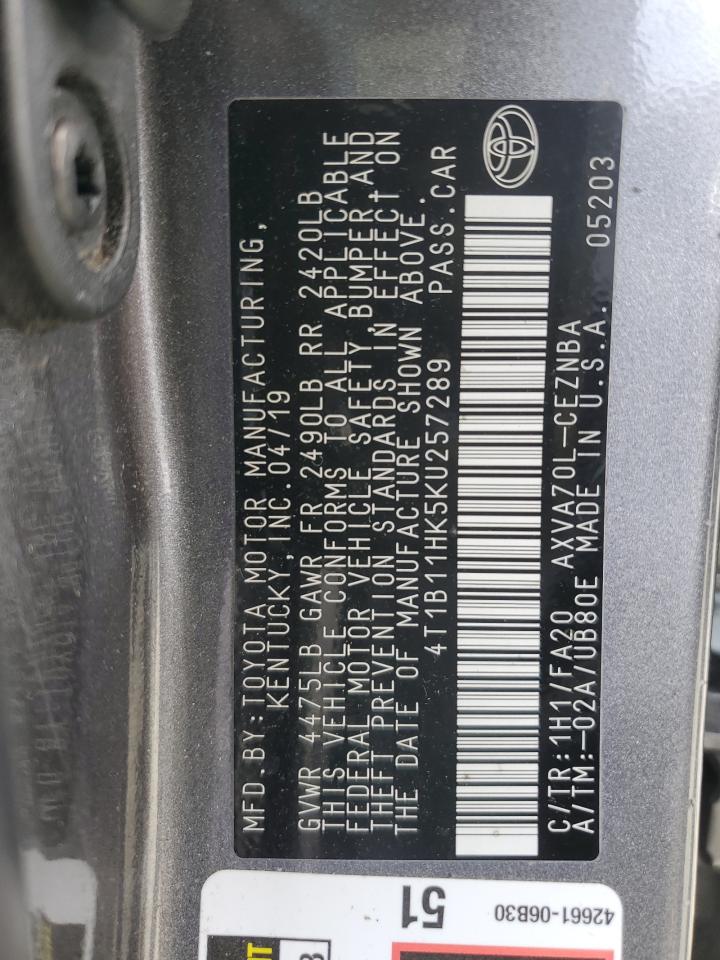 MFD.BY:TOYOTA MOTOR MANUFACTURING,
KENTUCKY, INC.04/19
GVWR 4475LB GAWR FR 2490LB RR 2420LB
THIS VEHICLE CONFORMS TO ALL APPLICABLE
FEDERAL MOTOR VEHICLE SAFETY, BUMPER AND
THEFT PREVENTION STANDARDS IN EFFECT ON
THE DATE OF MANUFACTURE SHOWN ABOVE.
4T1B11HK5KU257289 PASS.CAR
C/TR:1H1/FA20 AXVA70L-CEZNBA
A/TM:-02A/UB80E MADE IN U.S.A. 05203
51
42661-06B30